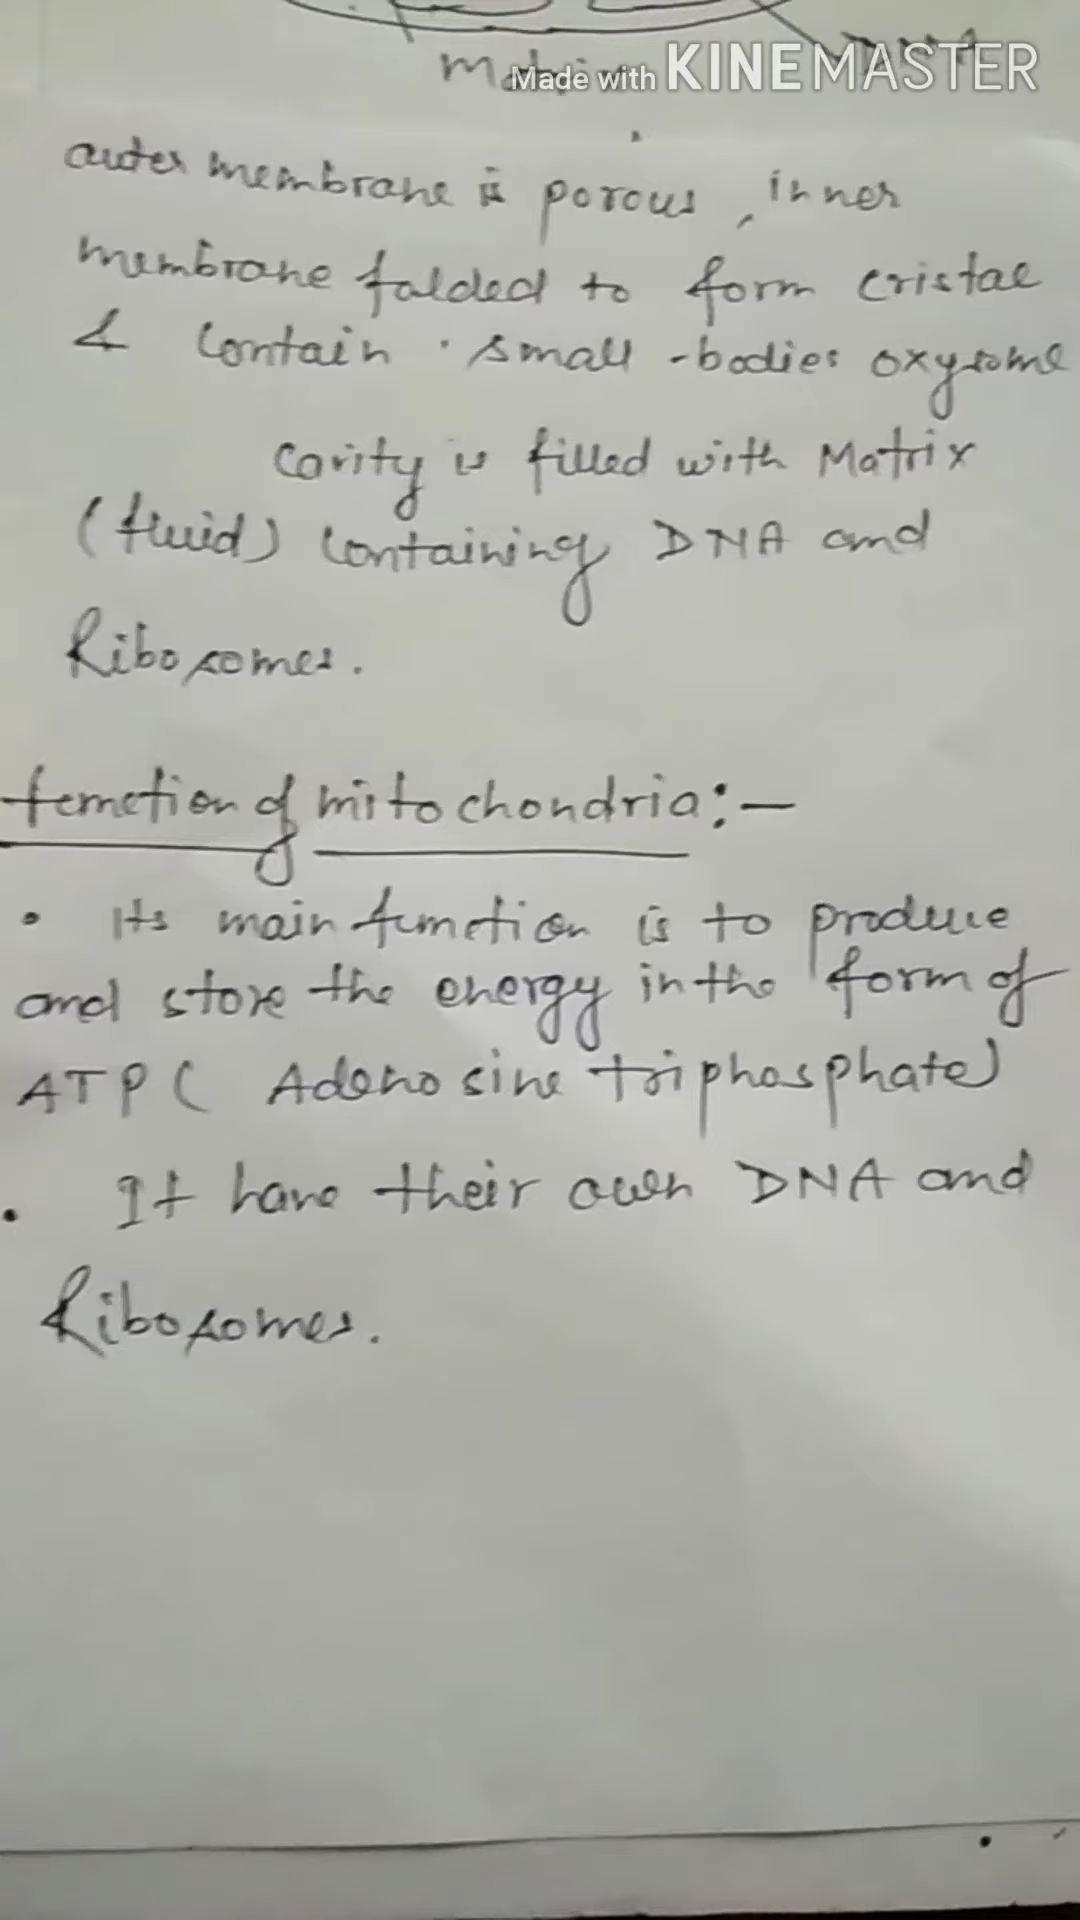 Matrix DNA
Made with KINEMASTER
outer membrane is porous, inner
membrane folded to form cristae
& contain small -bodies oxysome
cavity is filled with Matrix
(fluid) containing DNA and
Ribosomes.
function of mitochondria:-
• Its main function is to produce
and store the energy in the form of
ATP ( Adenosine triphosphate)
• It have their own DNA and
Ribosomes.